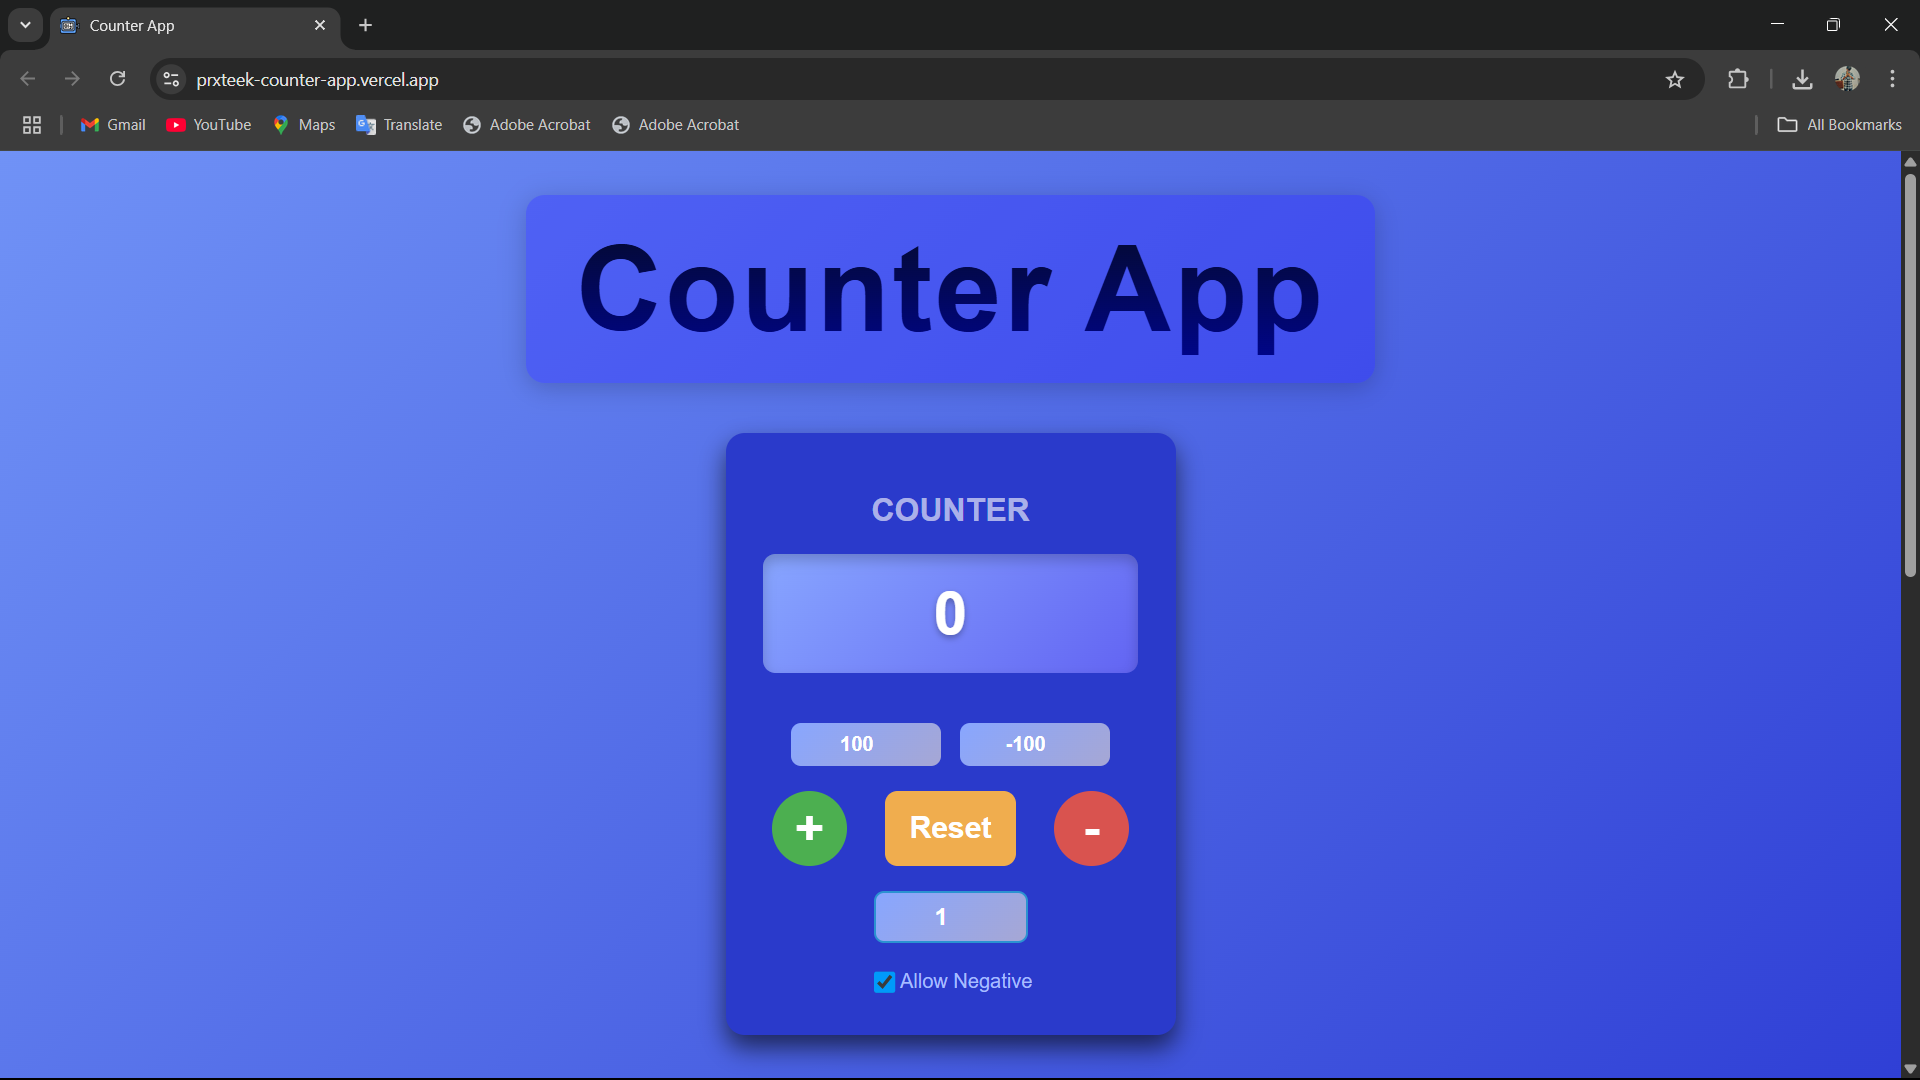 Counter App
prxteek-counter-app.vercel.app
Gmail YouTube Maps Translate Adobe Acrobat Adobe Acrobat All Bookmarks
Counter App
COUNTER
0
100 -100
+ Reset -
1
Allow Negative